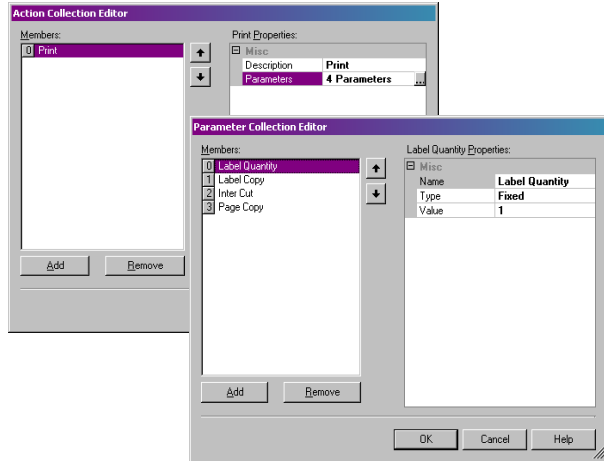 Action Collection Editor
Members:
Print Properties:
0 Print
Misc
Description Print
Parameters 4 Parameters ...
Add Remove
Parameter Collection Editor
Members:
Label Quantity Properties:
0 Label Quantity
1 Label Copy
2 Inter Cut
3 Page Copy
Misc
Name Label Quantity
Type Fixed
Value 1
Add Remove
OK Cancel Help